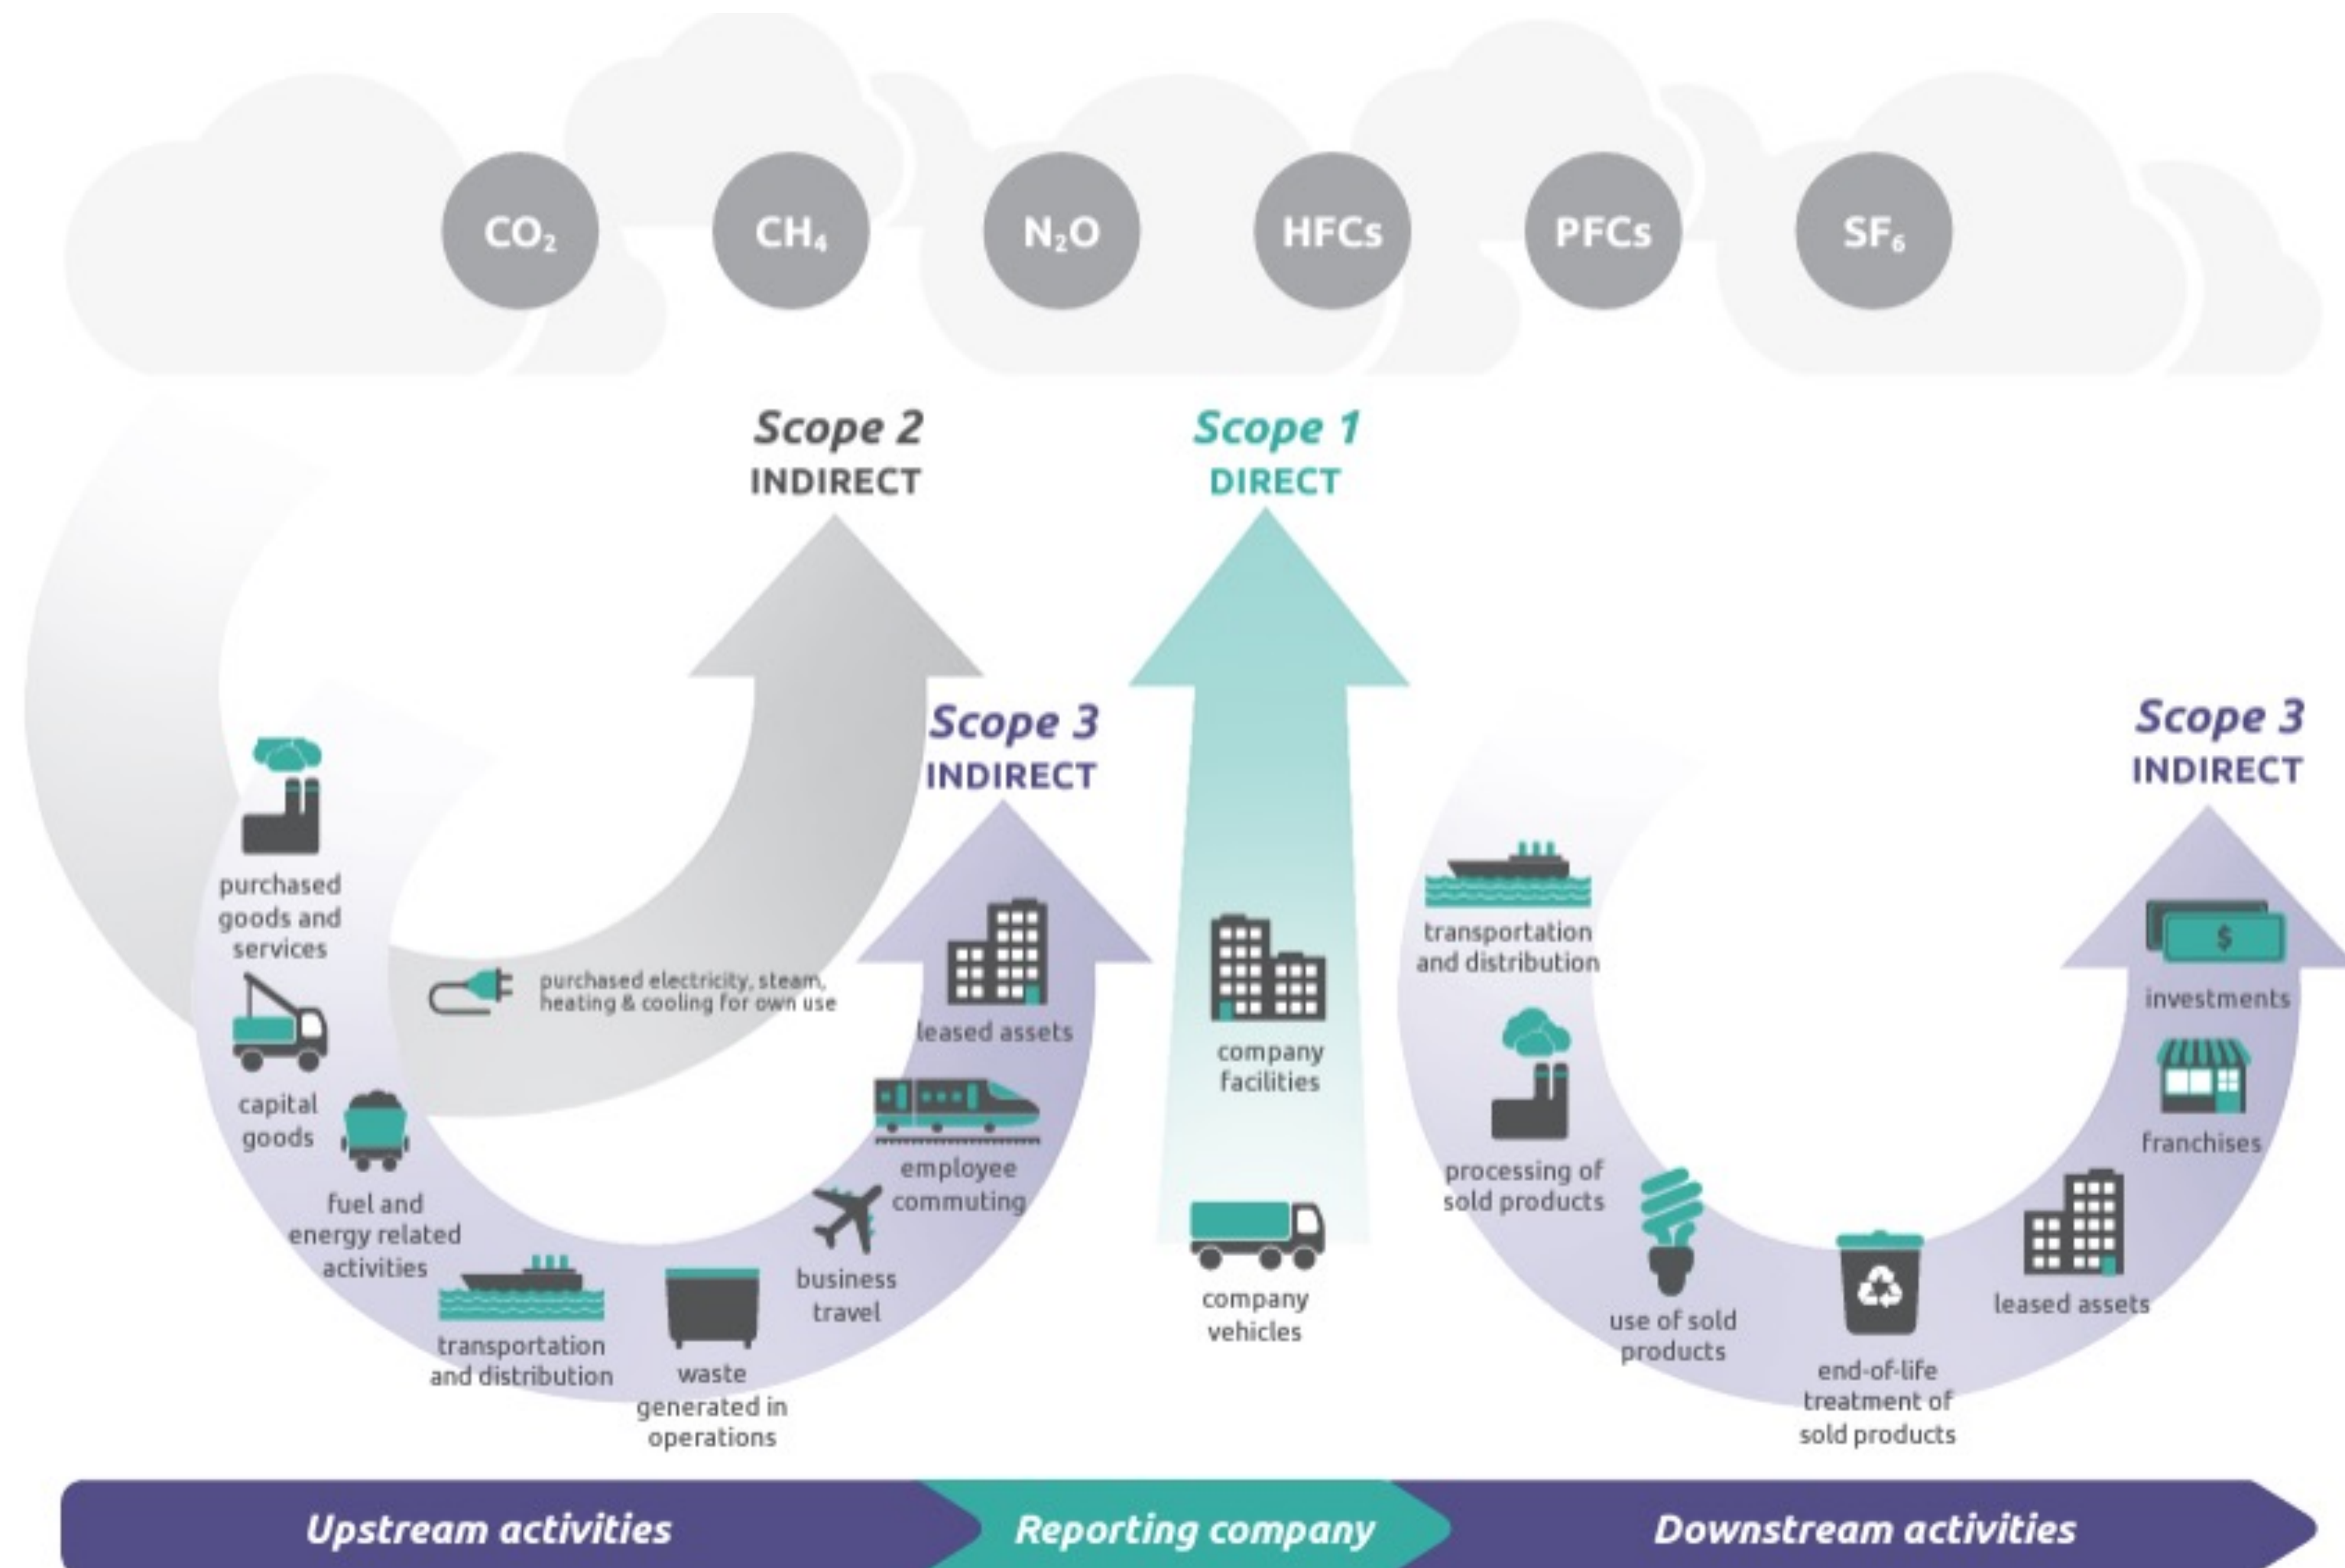 CO₂
CH₄
N₂O
HFCs
PFCs
SF₆
Scope 2
INDIRECT
Scope 1
DIRECT
Scope 3
INDIRECT
Scope 3
INDIRECT
purchased
goods and
services
capital
goods
fuel and
energy related
activities
transportation
and distribution
waste
generated in
operations
business
travel
employee
commuting
leased assets
purchased electricity, steam,
heating & cooling for own use
company
facilities
company
vehicles
transportation
and distribution
processing of
sold products
use of sold
products
end-of-life
treatment of
sold products
leased assets
franchises
investments
$
Upstream activities
Reporting company
Downstream activities